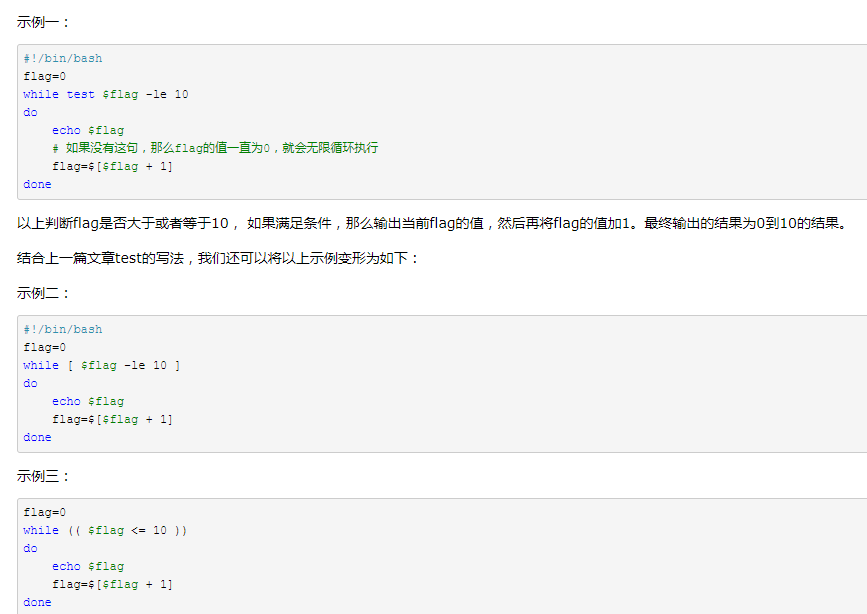 示例一：
#!/bin/bash
flag=0
while test $flag -le 10
do
    echo $flag
    # 如果没有这句，那么flag的值一直为0，就会无限循环执行
    flag=$[$flag + 1]
done
以上判断flag是否大于或者等于10， 如果满足条件，那么输出当前flag的值，然后再将flag的值加1。最终输出的结果为0到10的结果。
结合上一篇文章test的写法，我们还可以将以上示例变形为如下：
示例二：
#!/bin/bash
flag=0
while [ $flag -le 10 ]
do
    echo $flag
    flag=$[$flag + 1]
done
示例三：
flag=0
while (( $flag <= 10 ))
do
    echo $flag
    flag=$[$flag + 1]
done